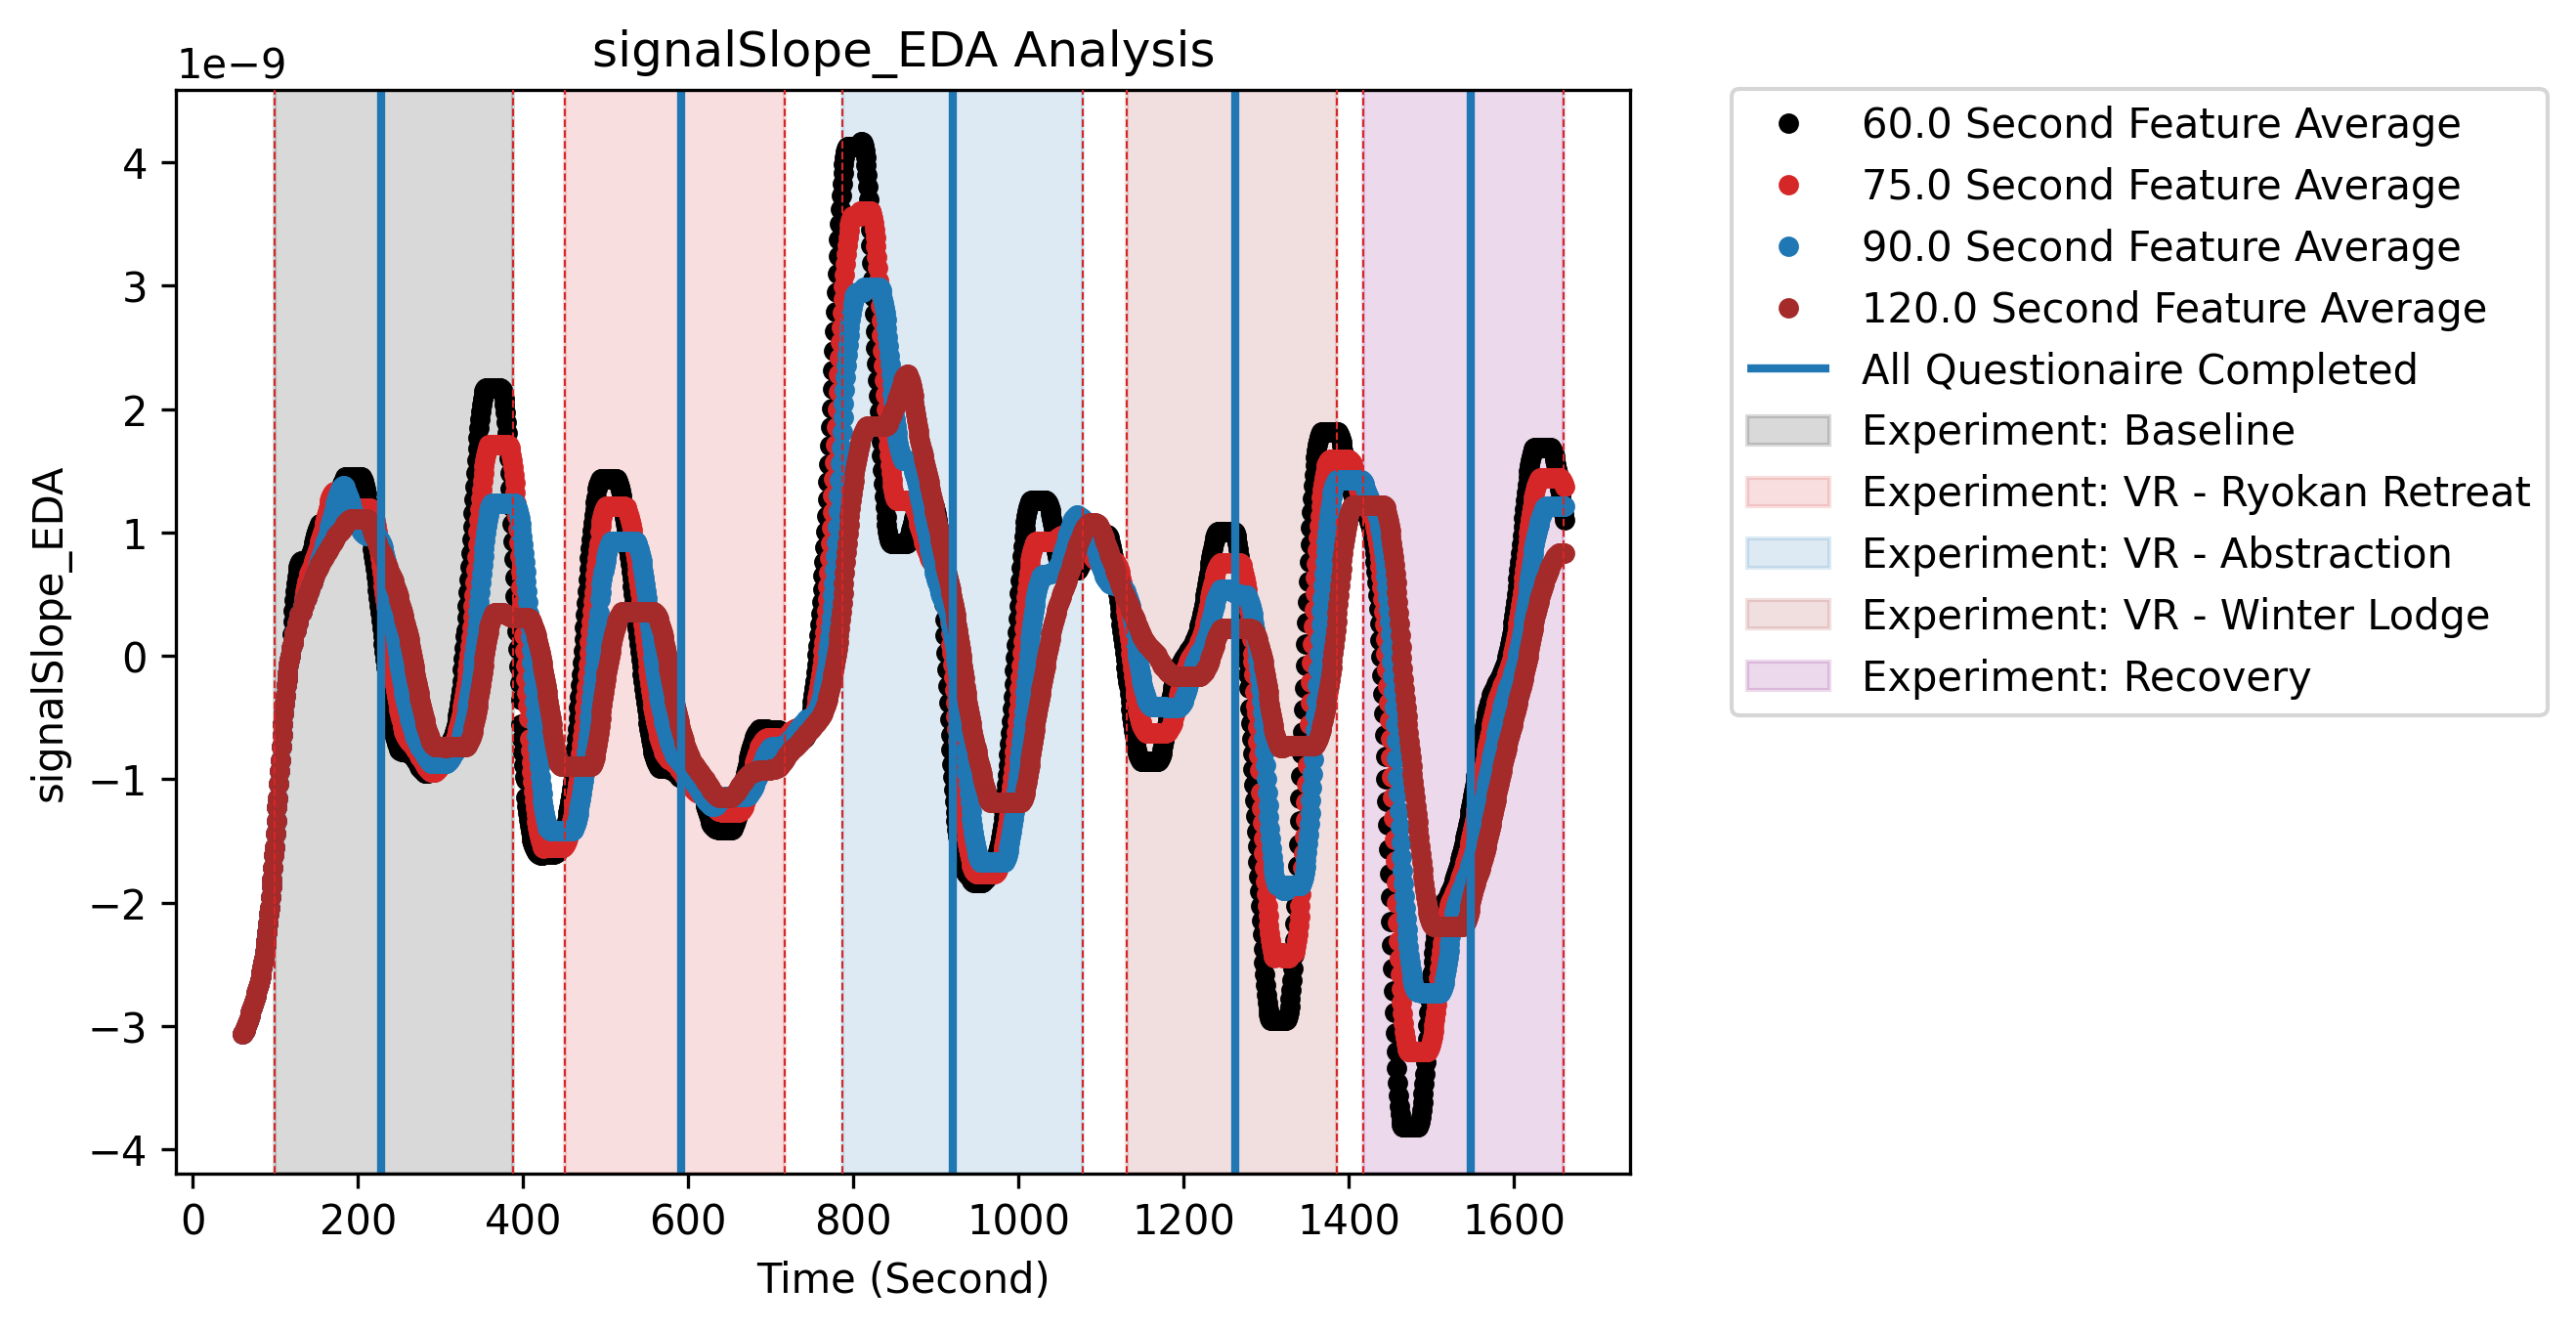 signalSlope_EDA Analysis
1e−9
signalSlope_EDA
4
3
2
1
0
−1
−2
−3
−4
0 200 400 600 800 1000 1200 1400 1600
Time (Second)
60.0 Second Feature Average
75.0 Second Feature Average
90.0 Second Feature Average
120.0 Second Feature Average
All Questionaire Completed
Experiment: Baseline
Experiment: VR - Ryokan Retreat
Experiment: VR - Abstraction
Experiment: VR - Winter Lodge
Experiment: Recovery